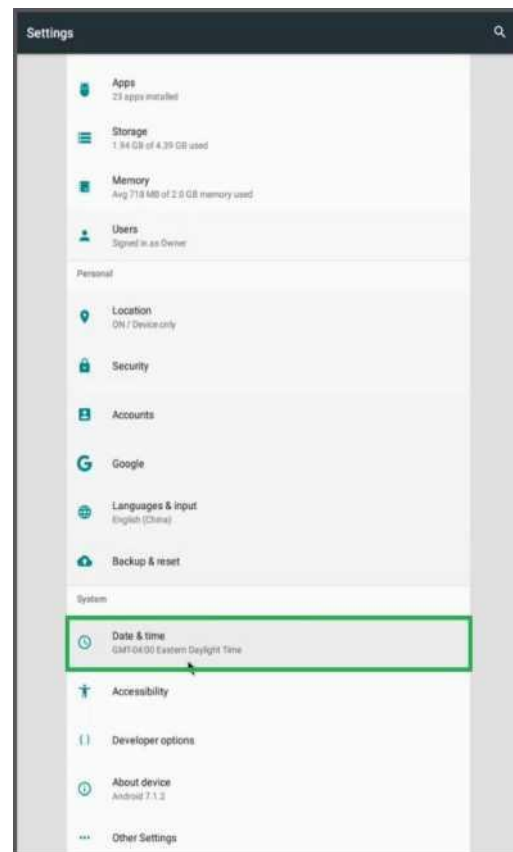 Settings
Apps
23 apps installed
Storage
1.94 GB of 4.39 GB used
Memory
Avg 718 MB of 2.0 GB memory used
Users
Signed in as Owner
Personal
Location
ON / Device only
Security
Accounts
G Google
Languages & input
English (China)
Backup & reset
System
Date & time
GMT-04:00 Eastern Daylight Time
Accessibility
{} Developer options
About device
Android 7.1.2
Other Settings